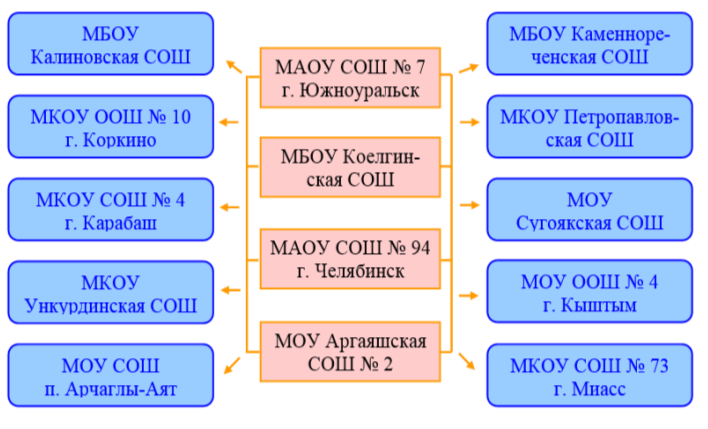 МБОУ
Калиновская СОШ
МКОУ ООШ № 10
г. Коркино
МКОУ СОШ № 4
г. Карабаш
МКОУ
Ункурдинская СОШ
МОУ СОШ
п. Арчаглы-Аят
МАОУ СОШ № 7
г. Южноуральск
МБОУ Коелгин-
ская СОШ
МАОУ СОШ № 94
г. Челябинск
МОУ Аргаяшская
СОШ № 2
МБОУ Каменноре-
ченская СОШ
МКОУ Петропавлов-
ская СОШ
МОУ
Сугоякская СОШ
МОУ ООШ № 4
г. Кыштым
МКОУ СОШ № 73
г. Миасс